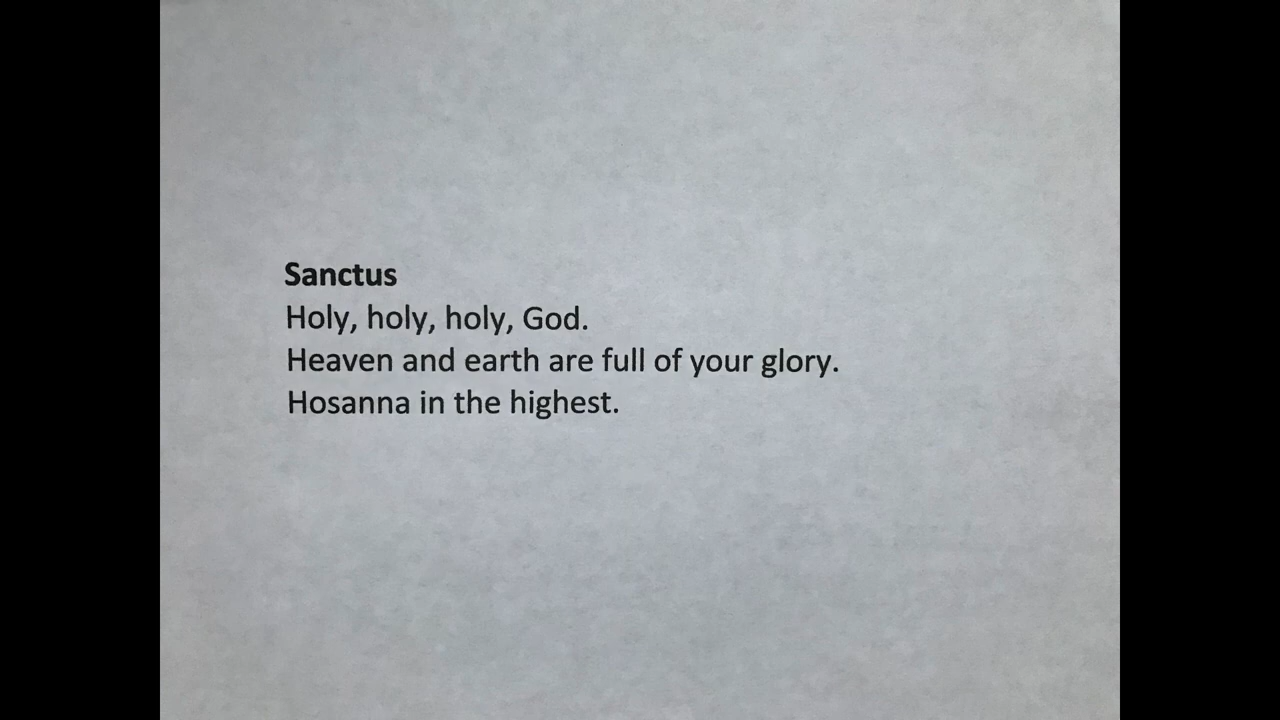 Sanctus
Holy, holy, holy, God.
Heaven and earth are full of your glory.
Hosanna in the highest.